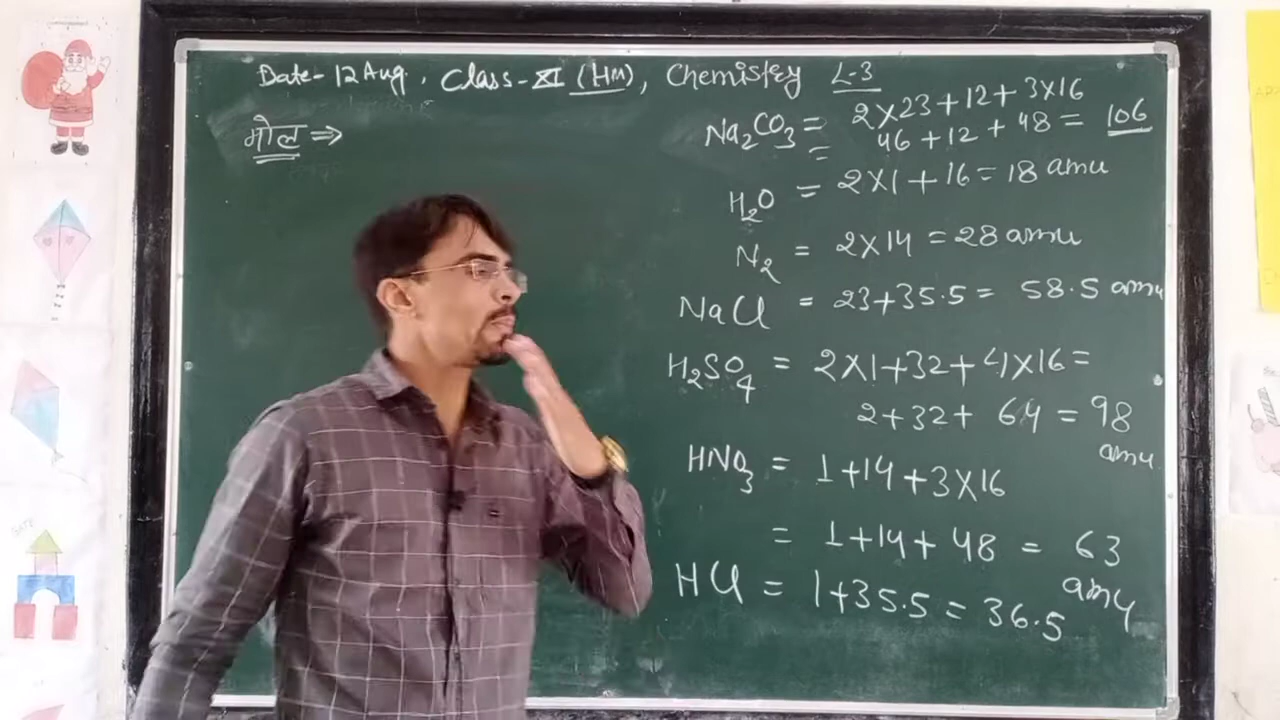 Date- 12 Aug, Class-XI (HM), Chemistry L-3
मोल ⇒
Na₂CO₃ = 2×23+12+3×16
= 46+12+48 = 106
H₂O = 2×1+16=18 amu
N₂ = 2×14 =28 amu
NaCl = 23+35.5= 58.5 amu
H₂SO₄ = 2×1+32+4×16=
2+32+ 64 = 98
amu
HNO₃ = 1+14+3×16
= 1+14+48 = 63
amu
HCl = 1+35.5=36.5